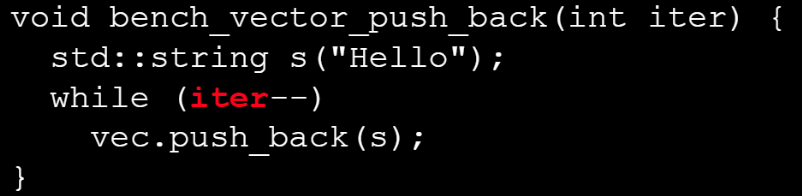 void bench_vector_push_back(int iter) {
  std::string s("Hello");
  while (iter--)
    vec.push_back(s);
}